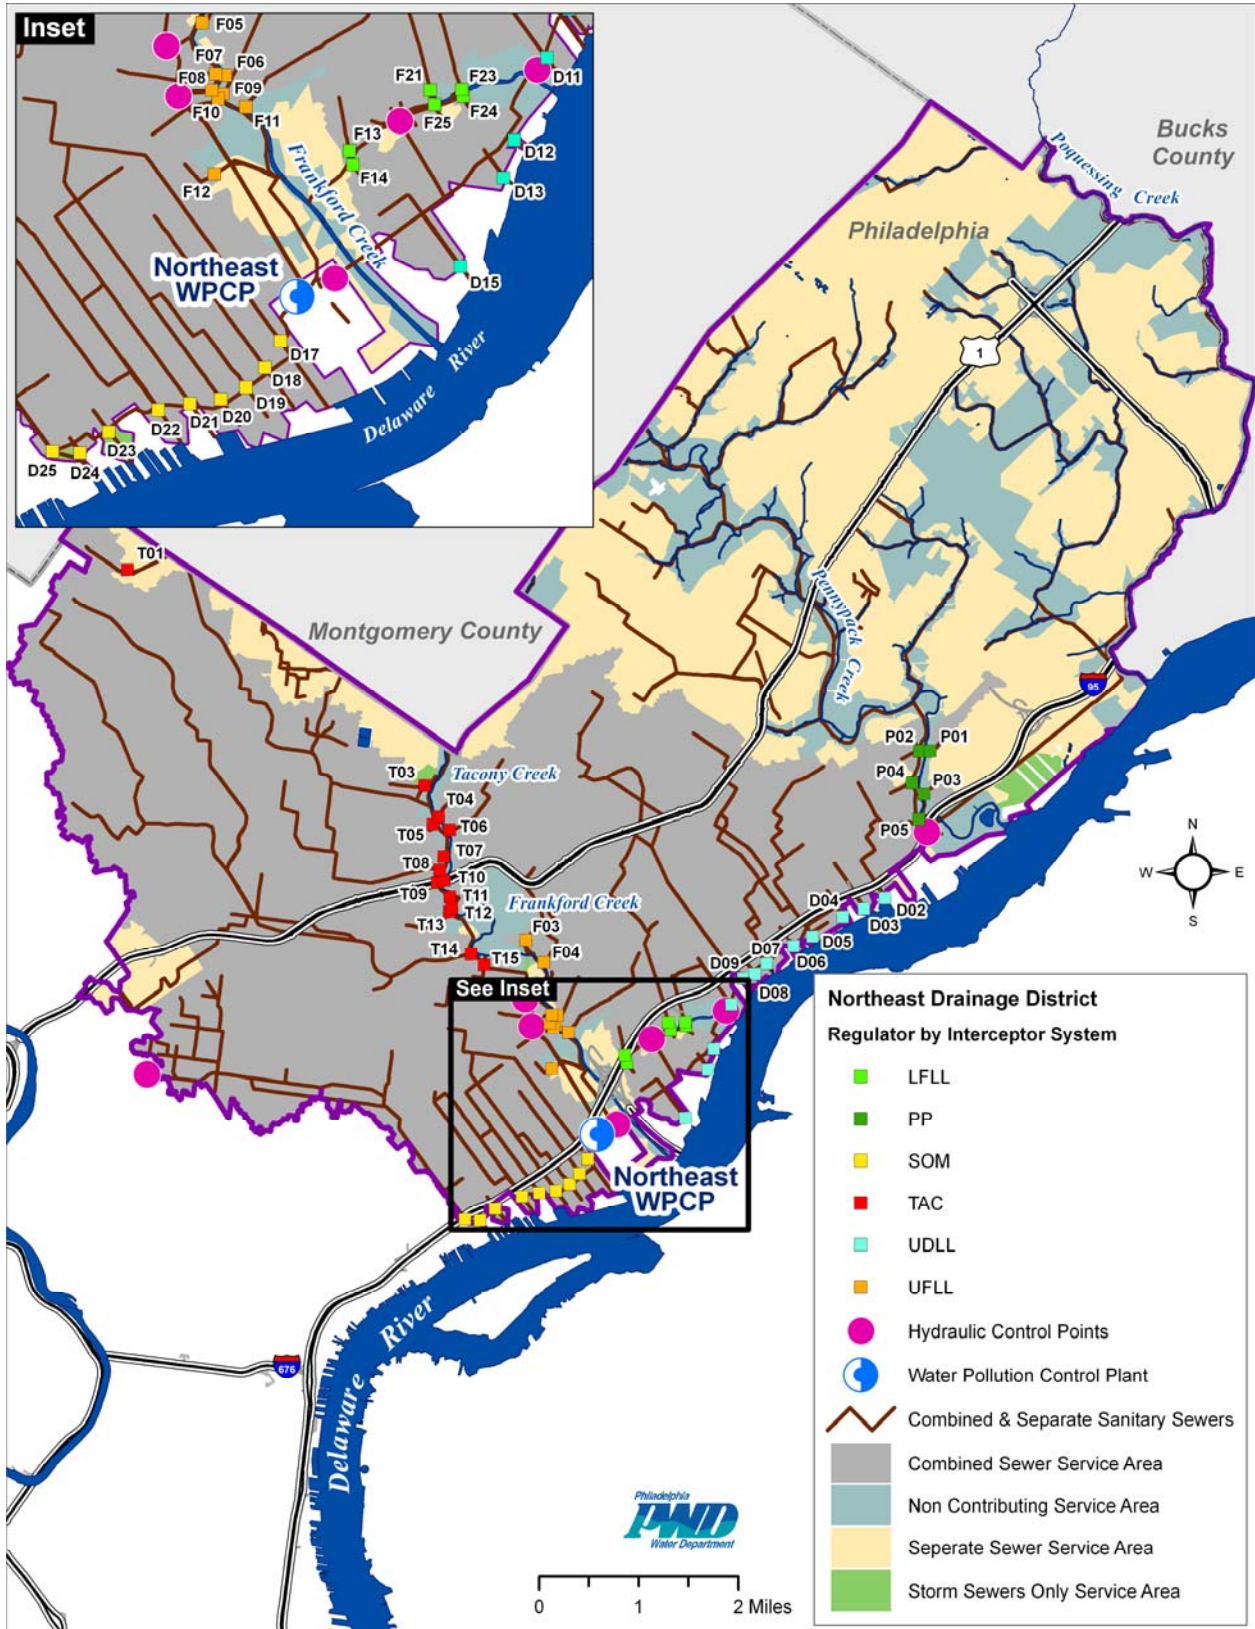 Inset
F05
F07
F06
F08
F09
F10
F11
F12
F21
F23
F25
F24
F13
F14
D11
D12
D13
D15
Frankford Creek
Northeast
WPCP
D17
D18
D19
D20
D21
D22
D23
D24
D25
Delaware River
Bucks
County
Poquessing Creek
Philadelphia
1
T01
Montgomery County
Pennypack Creek
95
P02
P01
P04
P03
P05
T03
Tacony Creek
T04
T05
T06
T07
T08
T10
T09
T11
T12
T13
Frankford Creek
F03
T14
F04
T15
D04
D02
D03
D07
D05
D06
D09
D08
See Inset
Northeast
WPCP
N
W
E
S
Northeast Drainage District
Regulator by Interceptor System
LFLL
PP
SOM
TAC
UDLL
UFLL
Hydraulic Control Points
Water Pollution Control Plant
Combined & Separate Sanitary Sewers
Combined Sewer Service Area
Non Contributing Service Area
Seperate Sewer Service Area
Storm Sewers Only Service Area
676
Delaware River
Philadelphia
PWD
Water Department
0 1 2 Miles